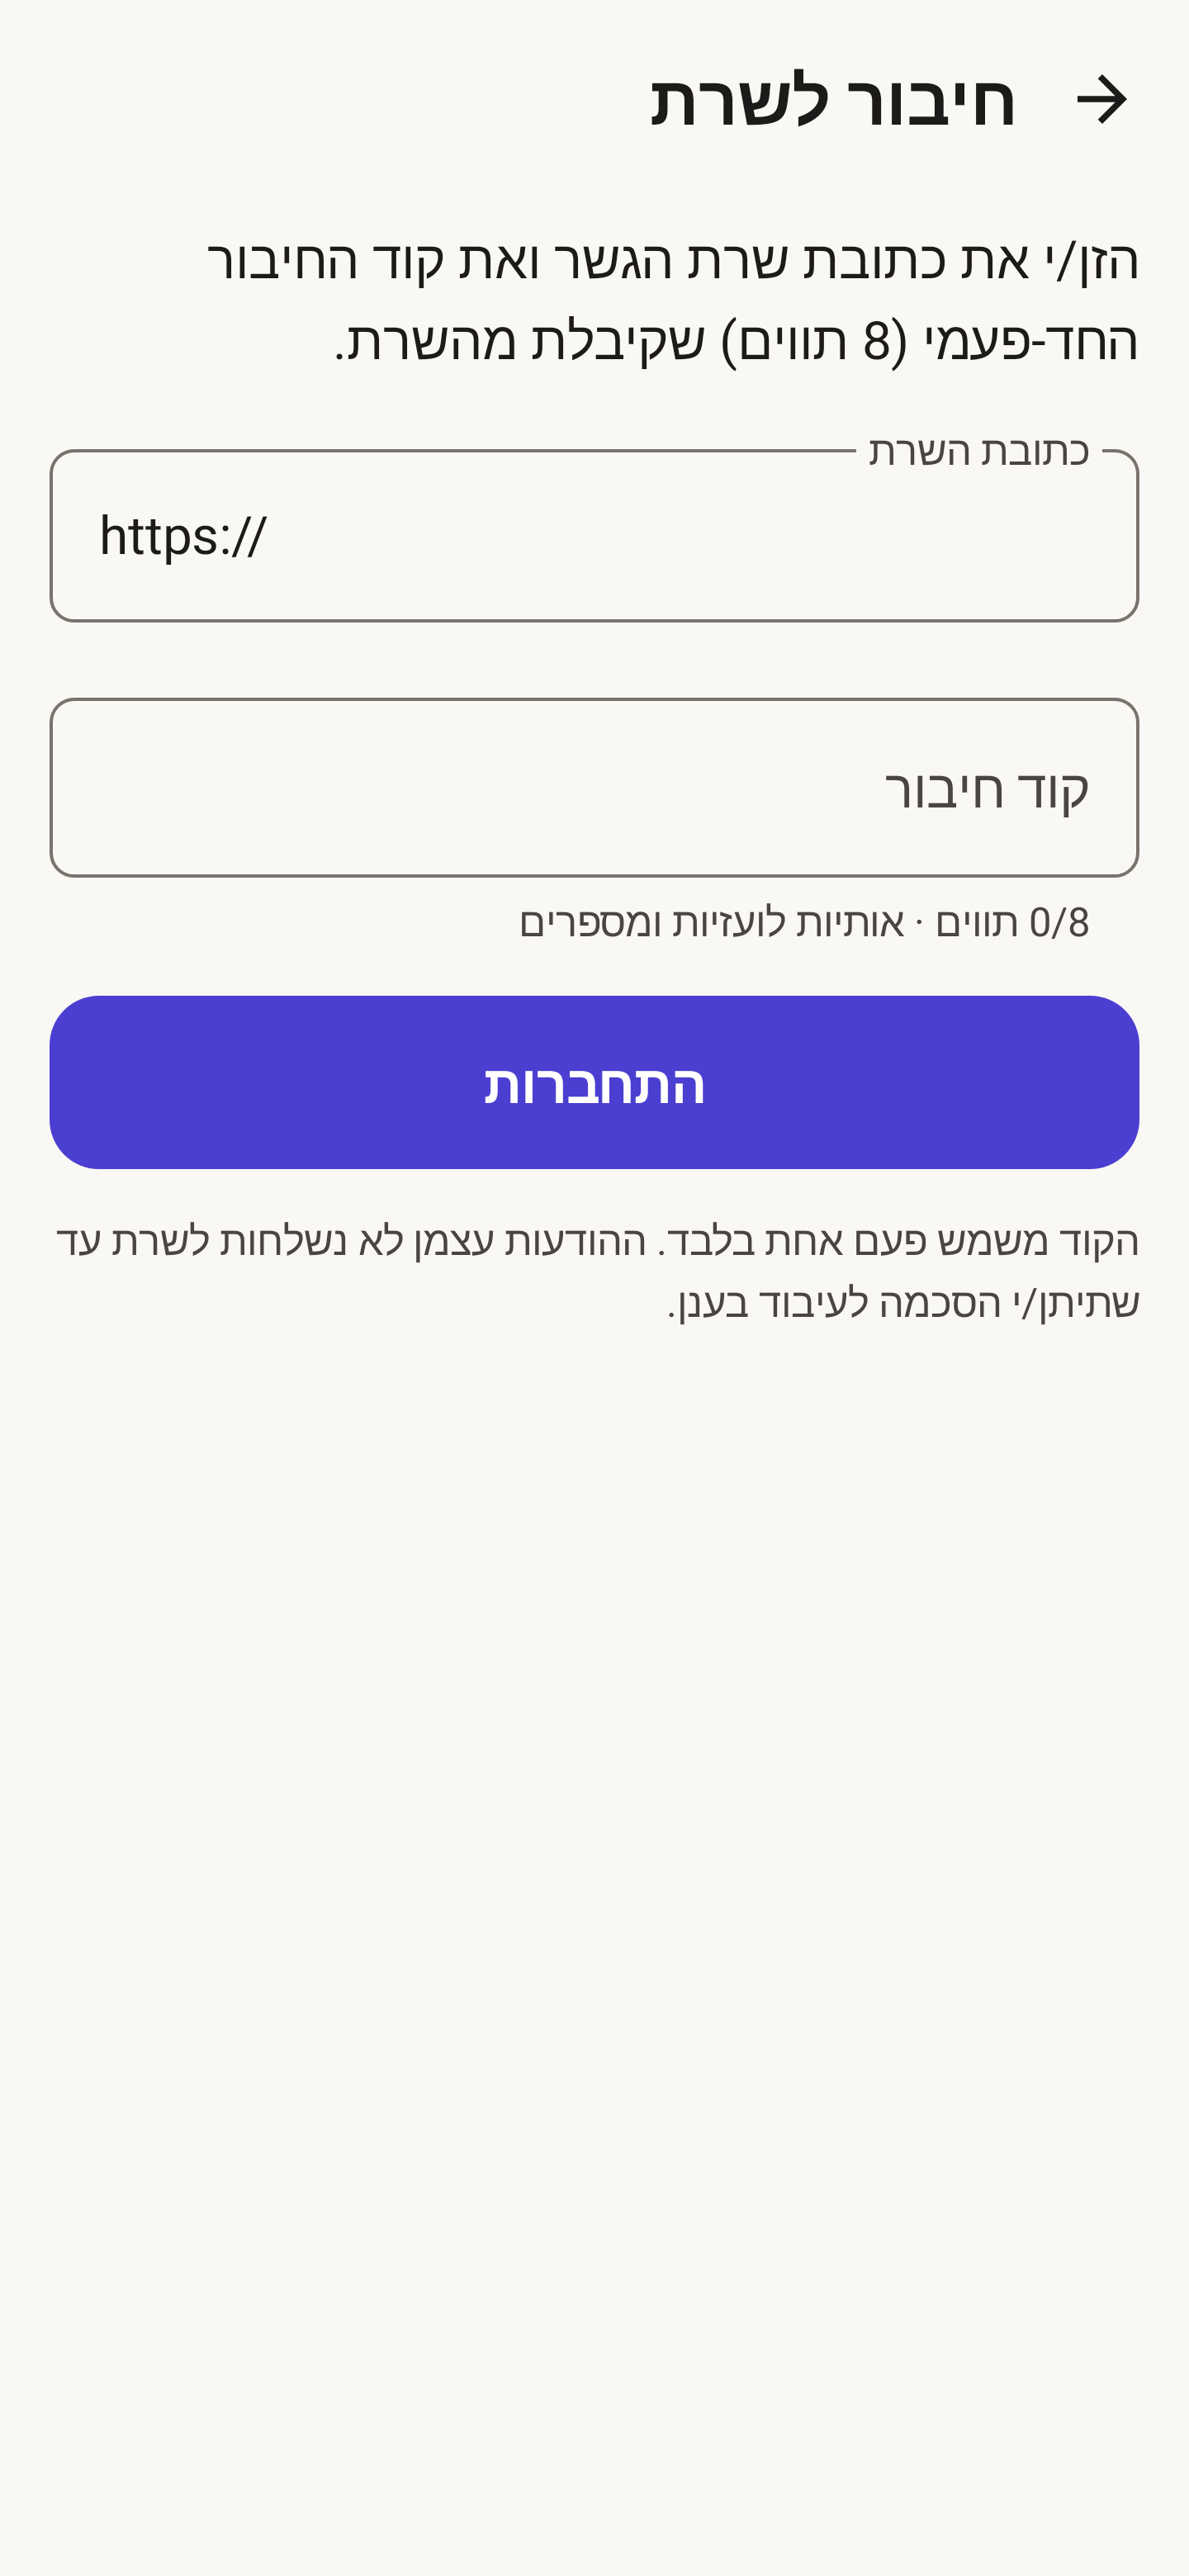 חיבור לשרת
הזן/י את כתובת שרת הגשר ואת קוד החיבור
החד-פעמי (8 תווים) שקיבלת מהשרת.
כתובת השרת
https://
קוד חיבור
0/8 תווים · אותיות לועזיות ומספרים
התחברות
הקוד משמש פעם אחת בלבד. ההודעות עצמן לא נשלחות לשרת עד
שתיתן/י הסכמה לעיבוד בענן.